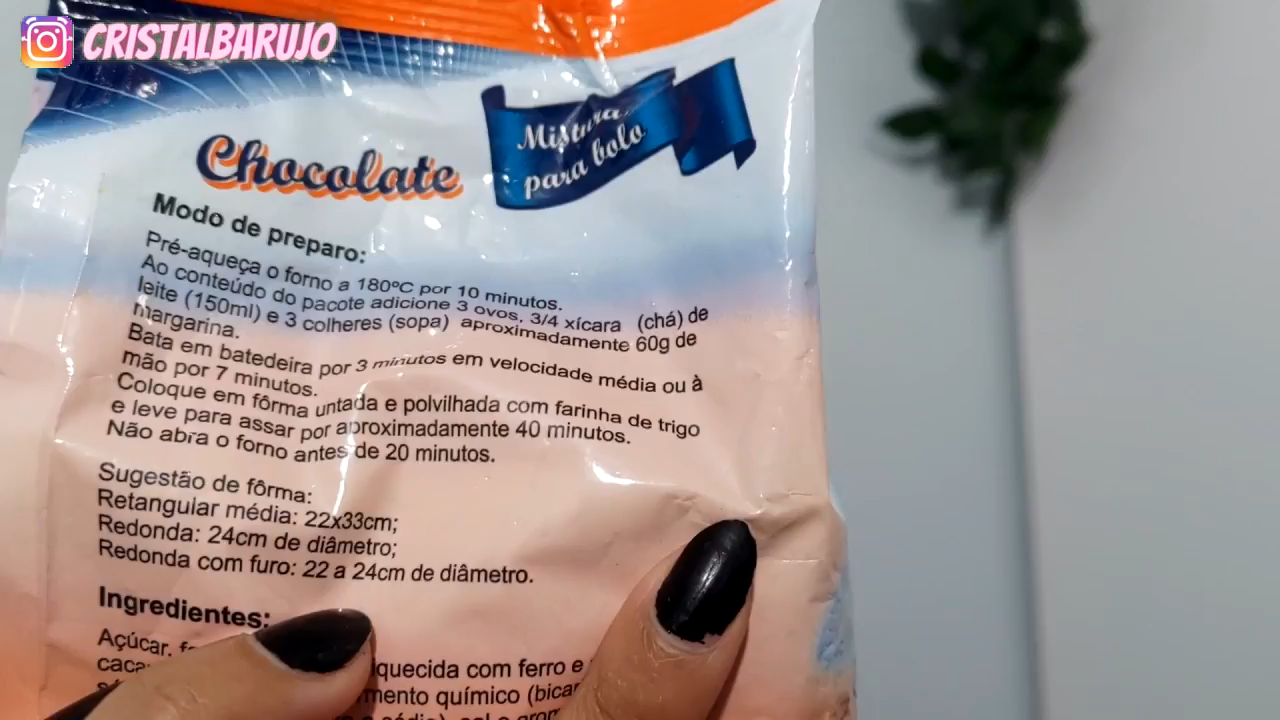 CRISTALBARUJO
Mistura
para bolo
Chocolate
Modo de preparo:
Pré-aqueça o forno a 180ºC por 10 minutos.
Ao conteúdo do pacote adicione 3 ovos, 3/4 xícara (chá) de
leite (150ml) e 3 colheres (sopa) aproximadamente 60g de
margarina.
Bata em batedeira por 3 minutos em velocidade média ou à
mão por 7 minutos.
Coloque em fôrma untada e polvilhada com farinha de trigo
e leve para assar por aproximadamente 40 minutos.
Não abra o forno antes de 20 minutos.
Sugestão de fôrma:
Retangular média: 22x33cm;
Redonda: 24cm de diâmetro;
Redonda com furo: 22 a 24cm de diâmetro.
Ingredientes:
Açúcar, com ferro e
químico